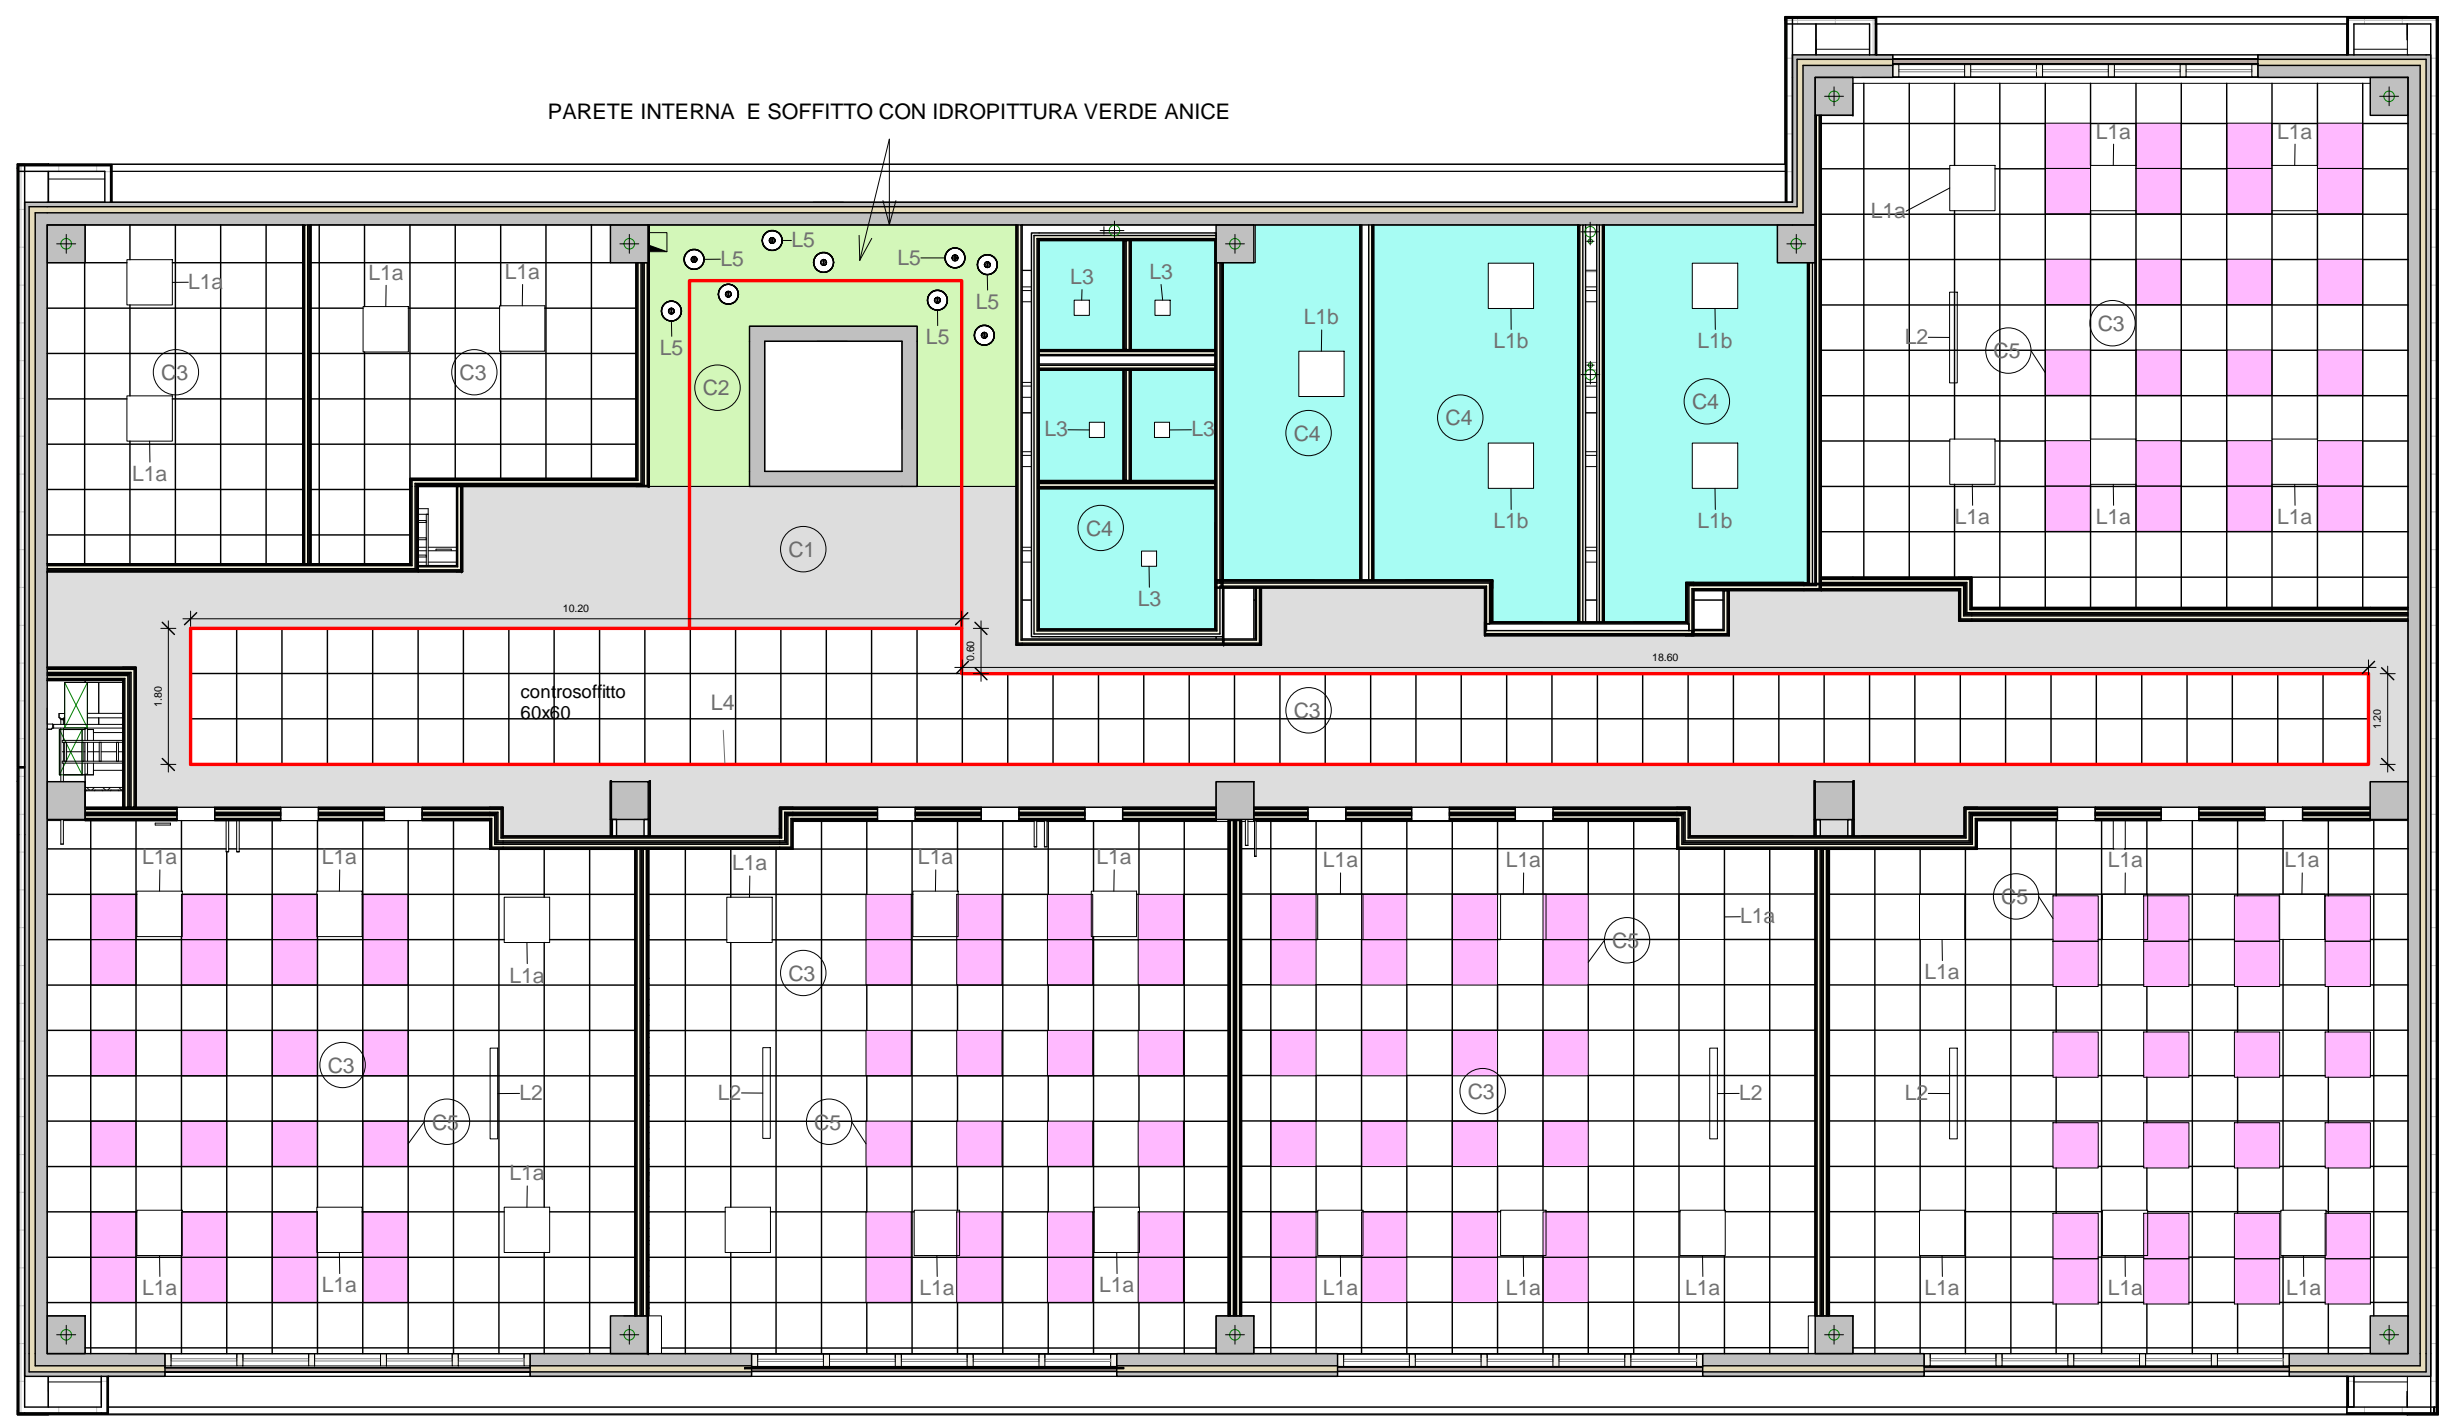 PARETE INTERNA E SOFFITTO CON IDROPITTURA VERDE ANICE
L1a L1a
L1a
L5 L5 L5
L1a L1a L1a
L3 L3
L5
L1b
L5 L5
L1b L1b
L2
C5 C3
C3 C3
C2
C4 C4 C4
L3 L3
L1a
L1a L1a L1a
L1b L1b
C4
C1
L3
10.20
0.60
18.60
1.80
controsoffitto
60x60
L4
C3
1.20
L1a L1a L1a L1a L1a L1a L1a L1a L1a
C5
L1a
C5
L1a C3 L1a
C3
C5 L2 L2 C5 C3 L2 L2
L1a
L1a L1a L1a L1a L1a L1a L1a L1a L1a L1a